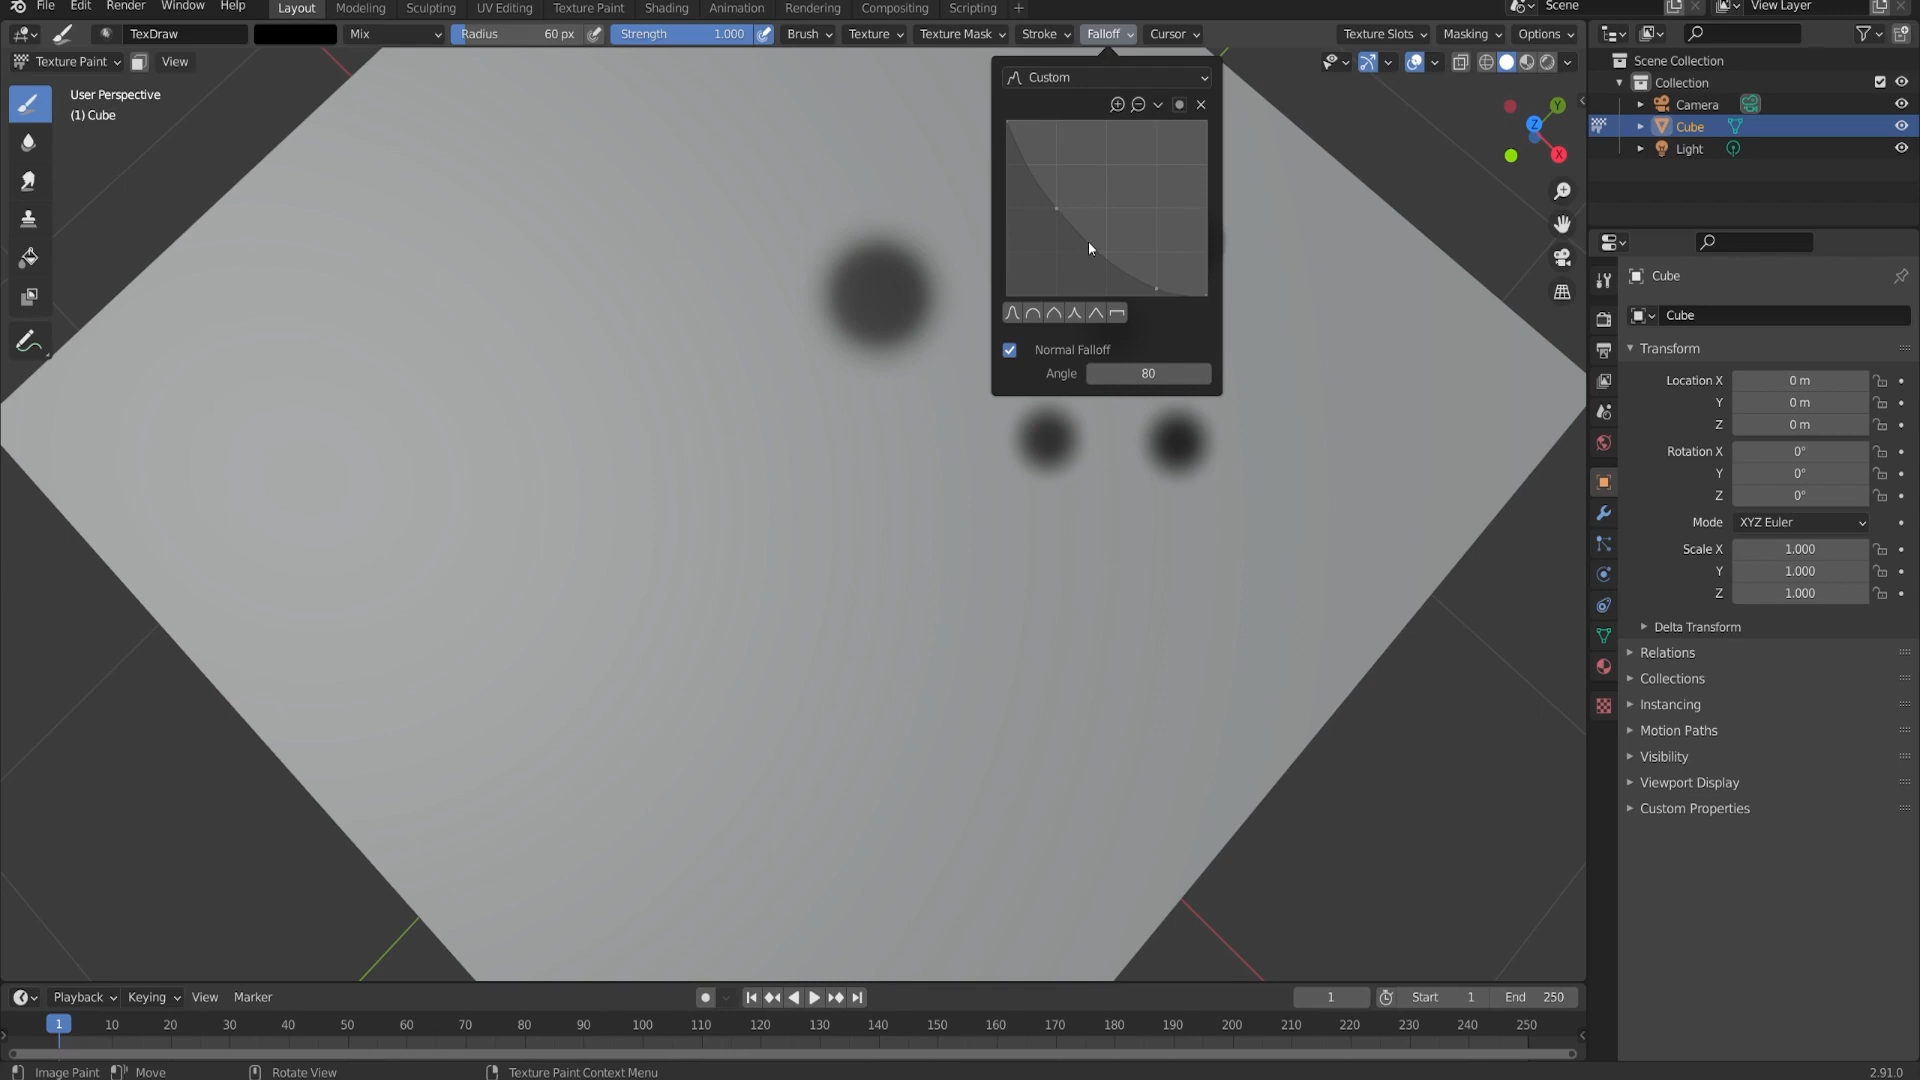 File Edit Render Window Help Layout Modeling Sculpting UV Editing Texture Paint Shading Animation Rendering Compositing Scripting + Scene View Layer
TexDraw Mix Radius 60 px Strength 1.000 Brush Texture Texture Mask Stroke Falloff Cursor Texture Slots Masking Options
Texture Paint View
User Perspective
(1) Cube
Custom
Normal Falloff
Angle 80
Y
Z
X
Scene Collection
Collection
Camera
Cube
Light
Cube
Cube
Transform
Location X 0 m
Y 0 m
Z 0 m
Rotation X 0°
Y 0°
Z 0°
Mode XYZ Euler
Scale X 1.000
Y 1.000
Z 1.000
Delta Transform
Relations
Collections
Instancing
Motion Paths
Visibility
Viewport Display
Custom Properties
Playback Keying View Marker 1 Start 1 End 250
1 10 20 30 40 50 60 70 80 90 100 110 120 130 140 150 160 170 180 190 200 210 220 230 240 250
Image Paint Move Rotate View Texture Paint Context Menu 2.91.0